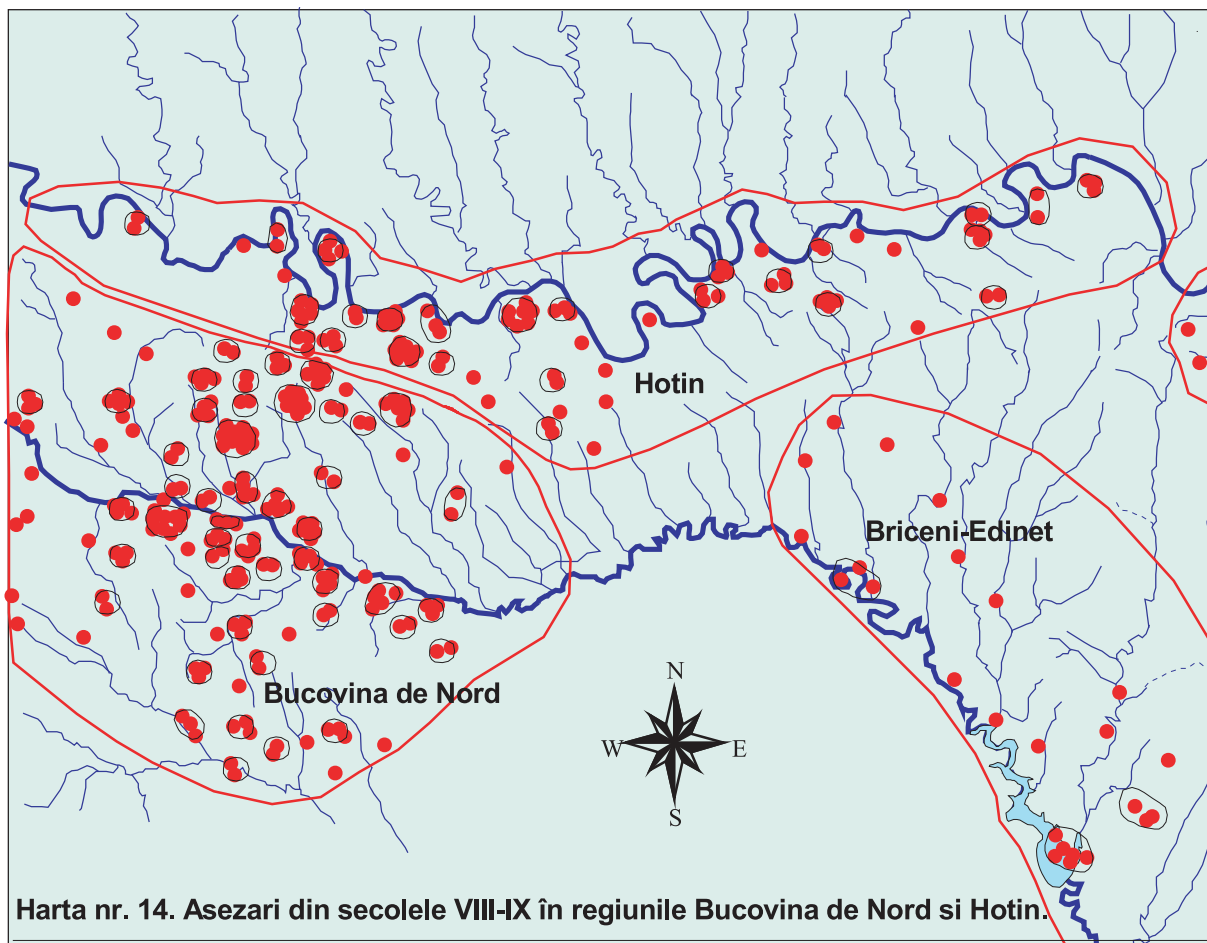 Hotin
Briceni-Edinet
Bucovina de Nord
N
W E
S
Harta nr. 14. Asezari din secolele VIII-IX în regiunile Bucovina de Nord si Hotin.